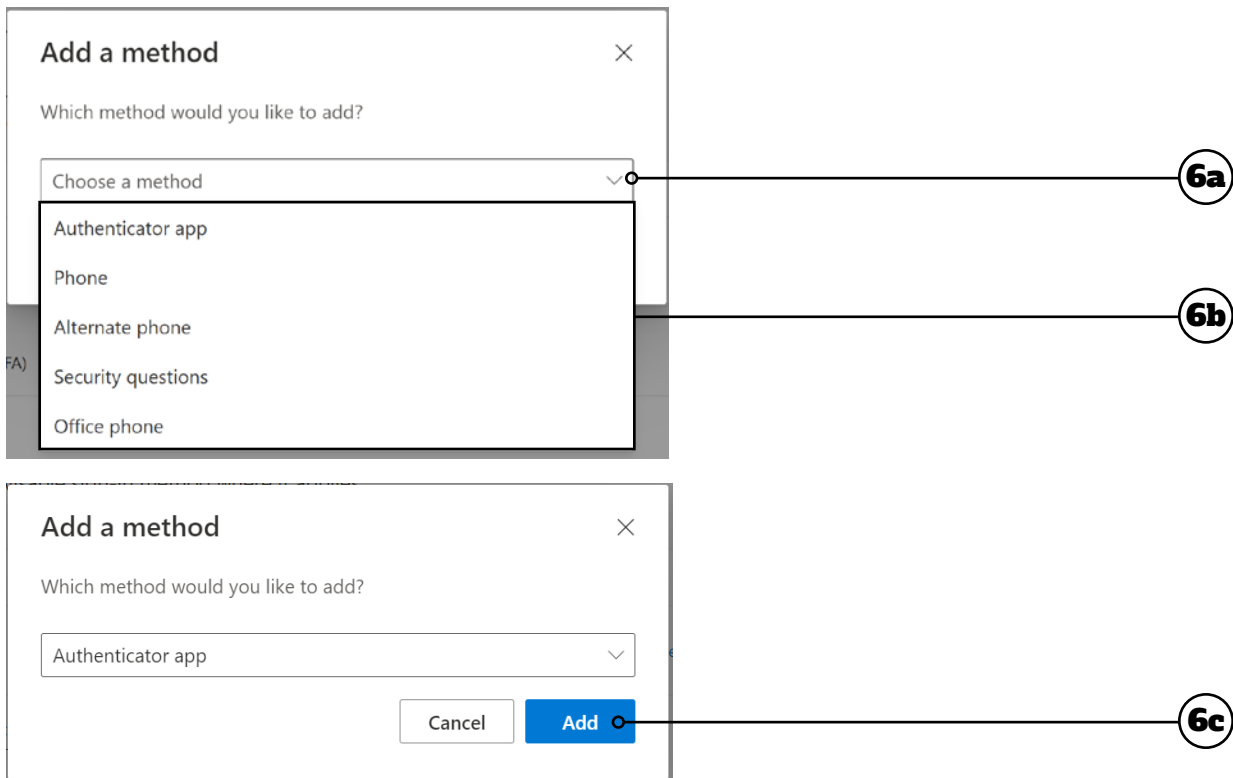 Add a method
Which method would you like to add?
Choose a method
6a
Authenticator app
Phone
6b
Alternate phone
FA)
Security questions
Office phone
Add a method
Which method would you like to add?
Authenticator app
Cancel Add
6c